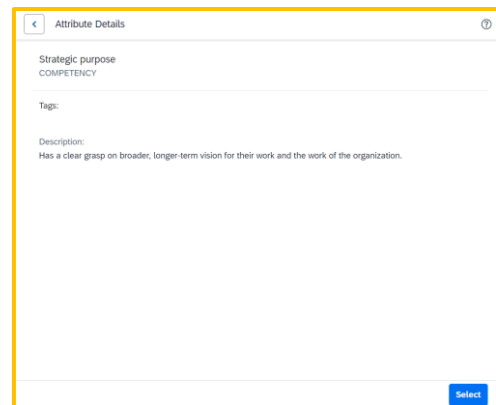 Attribute Details
Strategic purpose
COMPETENCY
Tags:
Description:
Has a clear grasp on broader, longer-term vision for their work and the work of the organization.
Select